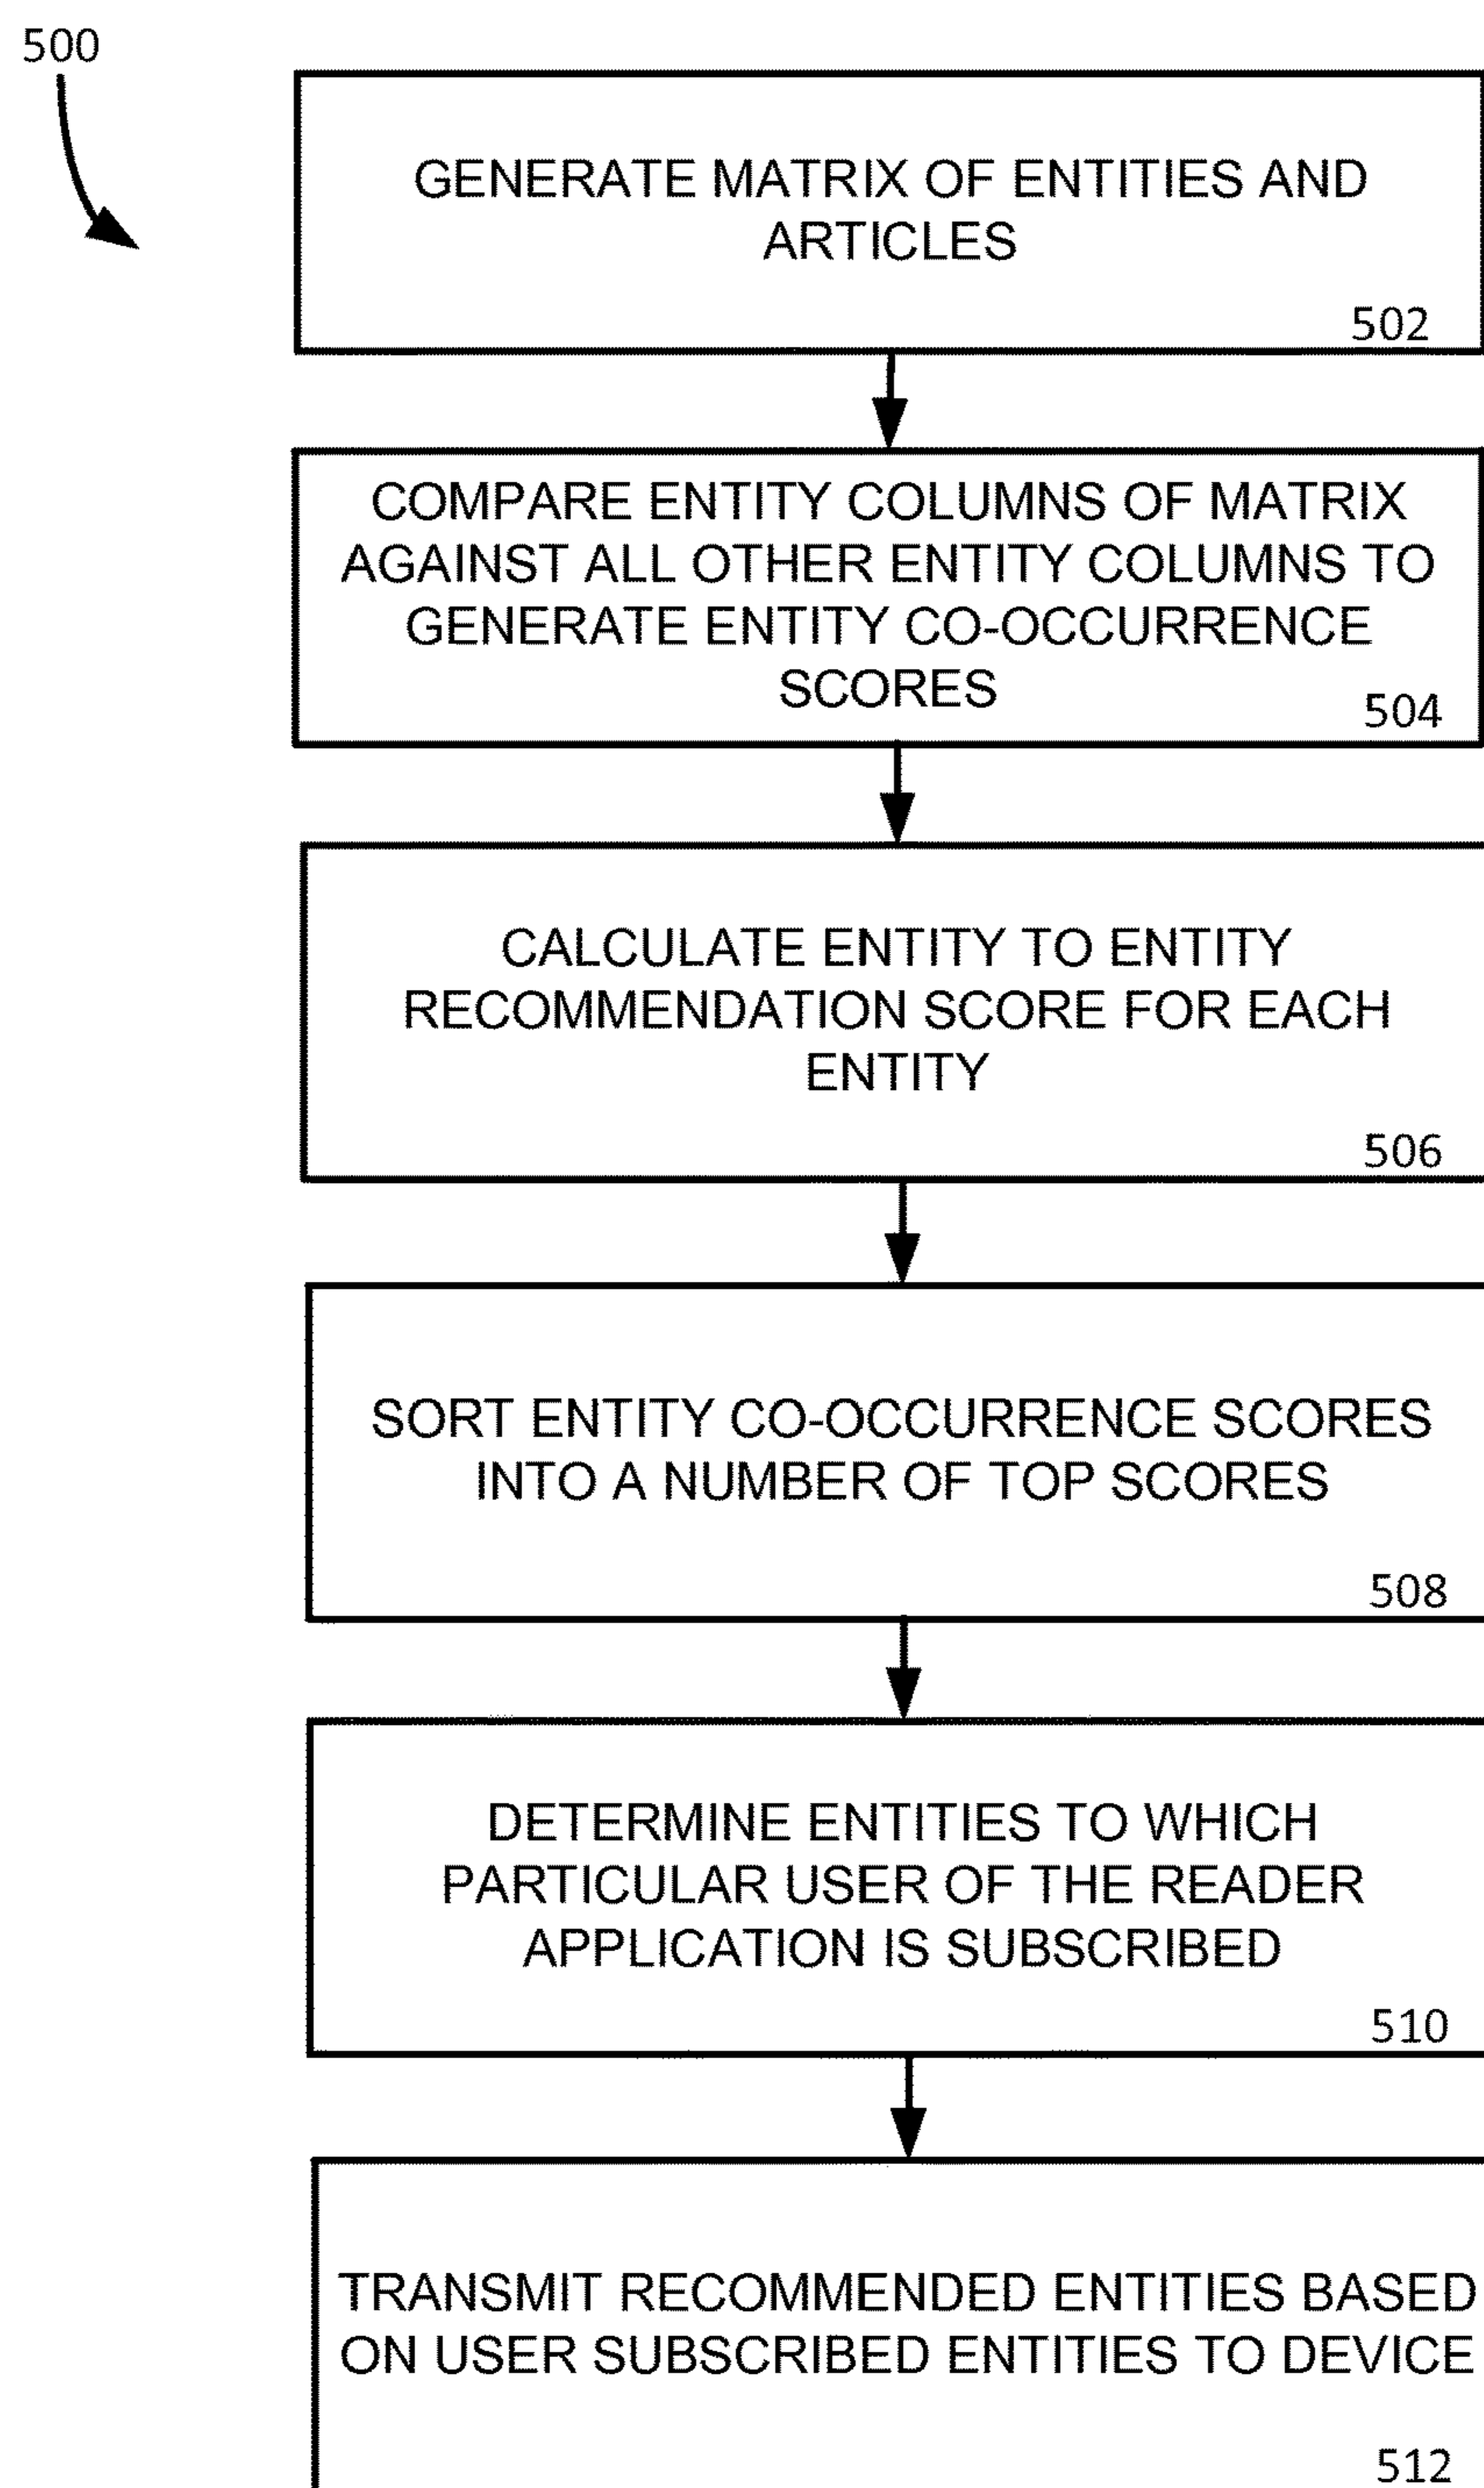 500
GENERATE MATRIX OF ENTITIES AND
ARTICLES
502
COMPARE ENTITY COLUMNS OF MATRIX
AGAINST ALL OTHER ENTITY COLUMNS TO
GENERATE ENTITY CO-OCCURRENCE
SCORES
504
CALCULATE ENTITY TO ENTITY
RECOMMENDATION SCORE FOR EACH
ENTITY
506
SORT ENTITY CO-OCCURRENCE SCORES
INTO A NUMBER OF TOP SCORES
508
DETERMINE ENTITIES TO WHICH
PARTICULAR USER OF THE READER
APPLICATION IS SUBSCRIBED
510
TRANSMIT RECOMMENDED ENTITIES BASED
ON USER SUBSCRIBED ENTITIES TO DEVICE
512